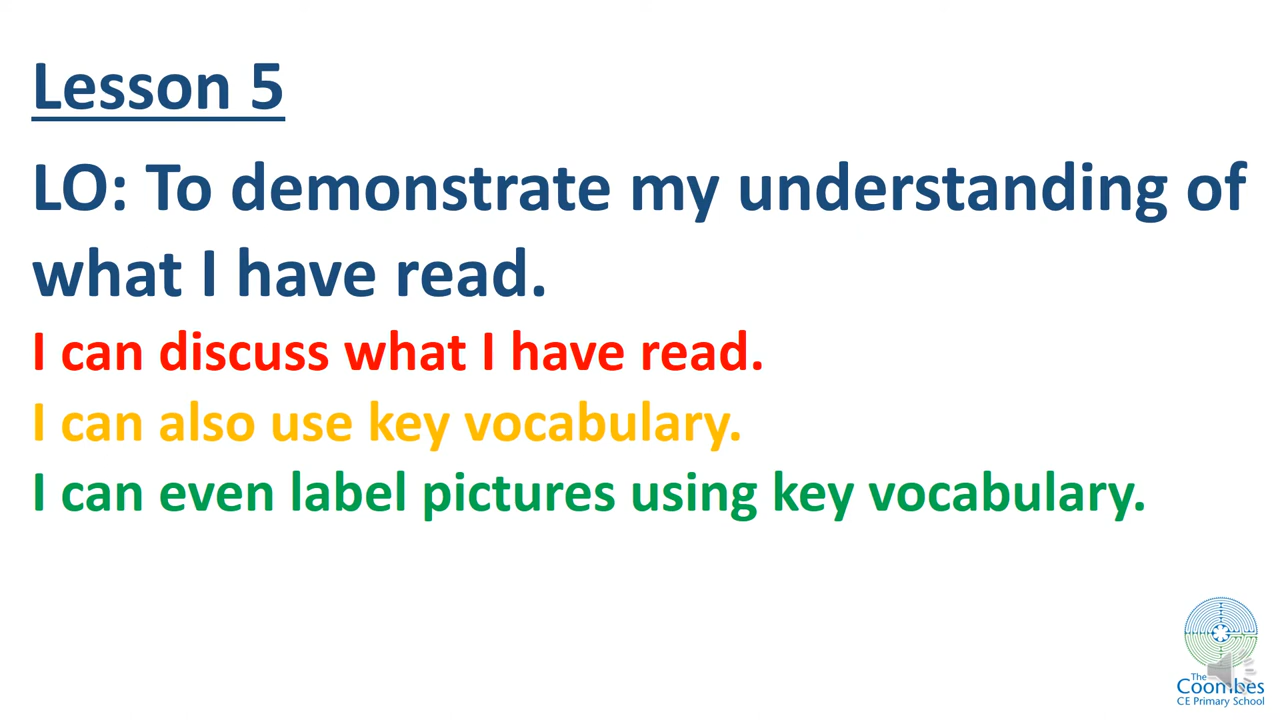 Lesson 5
LO: To demonstrate my understanding of
what I have read.
I can discuss what I have read.
I can also use key vocabulary.
I can even label pictures using key vocabulary.
The
Coombes
CE Primary School